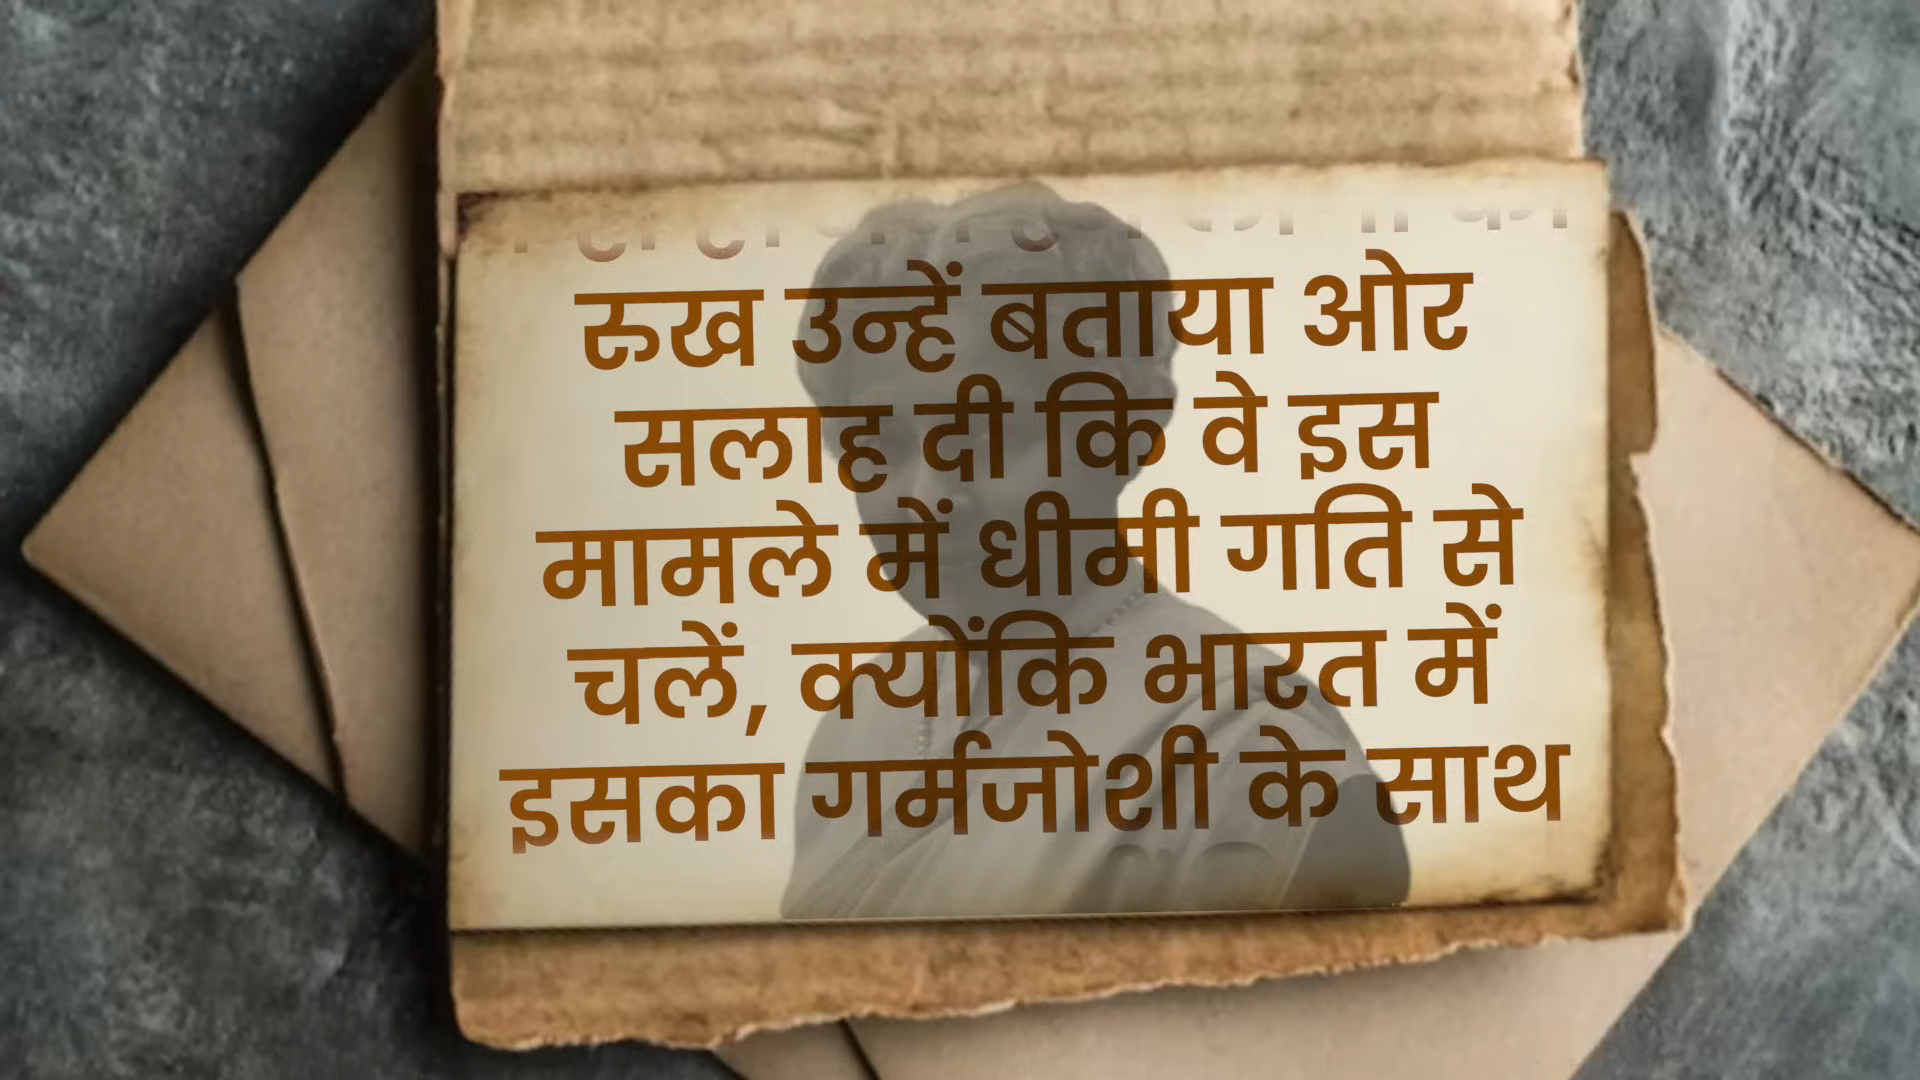 रुख उन्हें बताया ओर
सलाह दी कि वे इस
मामले में धीमी गति से
चलें, क्योंकि भारत में
इसका गर्मजोशी के साथ